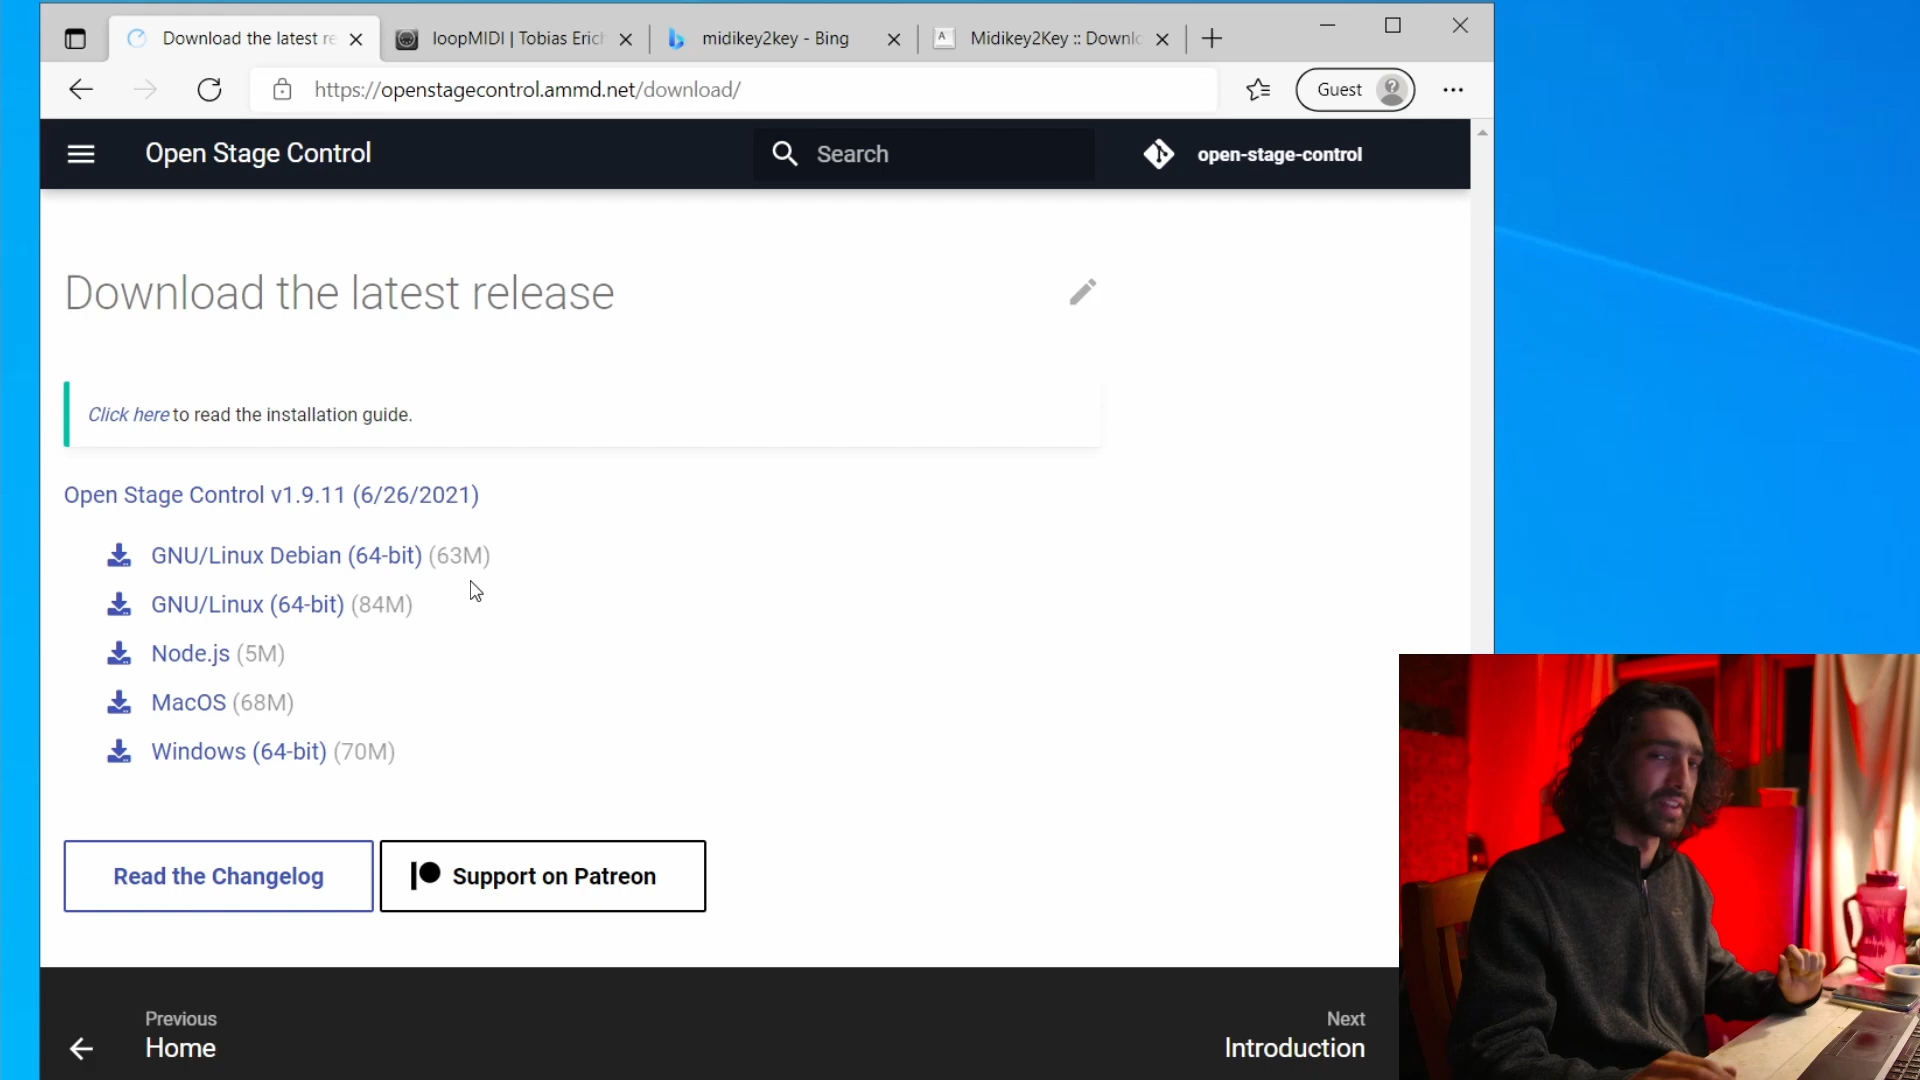 Download the latest re
loopMIDI | Tobias Erich
midikey2key - Bing
Midikey2Key :: Downlo
https://openstagecontrol.ammd.net/download/
Guest
Open Stage Control
Search
open-stage-control
Download the latest release
Click here to read the installation guide.
Open Stage Control v1.9.11 (6/26/2021)
GNU/Linux Debian (64-bit) (63M)
GNU/Linux (64-bit) (84M)
Node.js (5M)
MacOS (68M)
Windows (64-bit) (70M)
Read the Changelog
Support on Patreon
Previous
Home
Next
Introduction